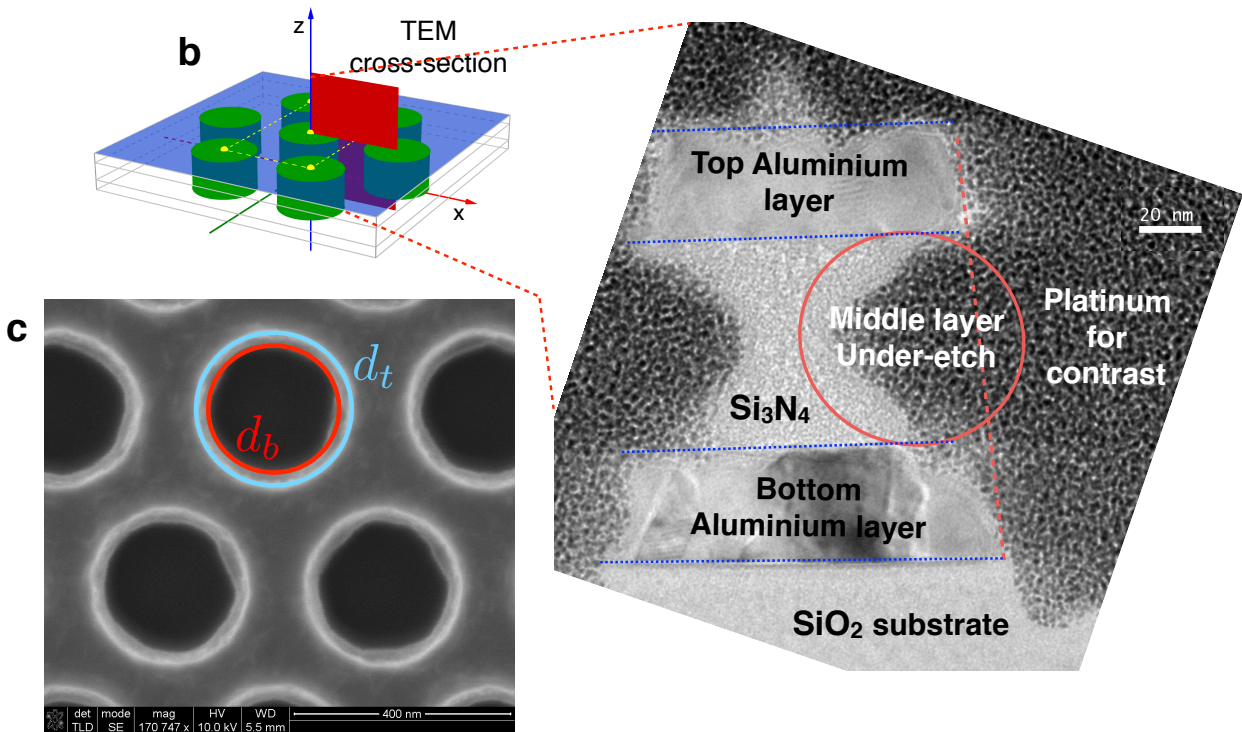 b
z
TEM
cross-section
x
Top Aluminium
layer
20 nm
Middle layer
Under-etch
Platinum
for
contrast
Si₃N₄
Bottom
Aluminium layer
SiO₂ substrate
c
d_t
d_b
det mode mag HV WD
TLD SE 170 747 x 10.0 kV 5.5 mm
400 nm